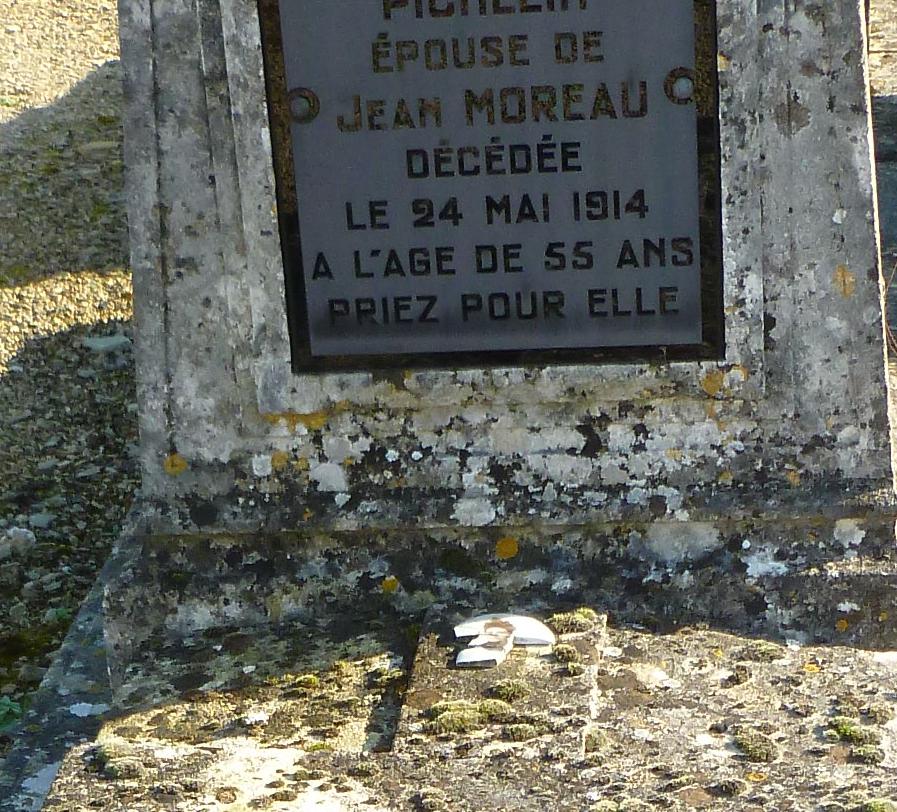 ÉPOUSE DE
JEAN MOREAU
DÉCÉDÉE
LE 24 MAI 1914
A L'AGE DE 55 ANS
PRIEZ POUR ELLE